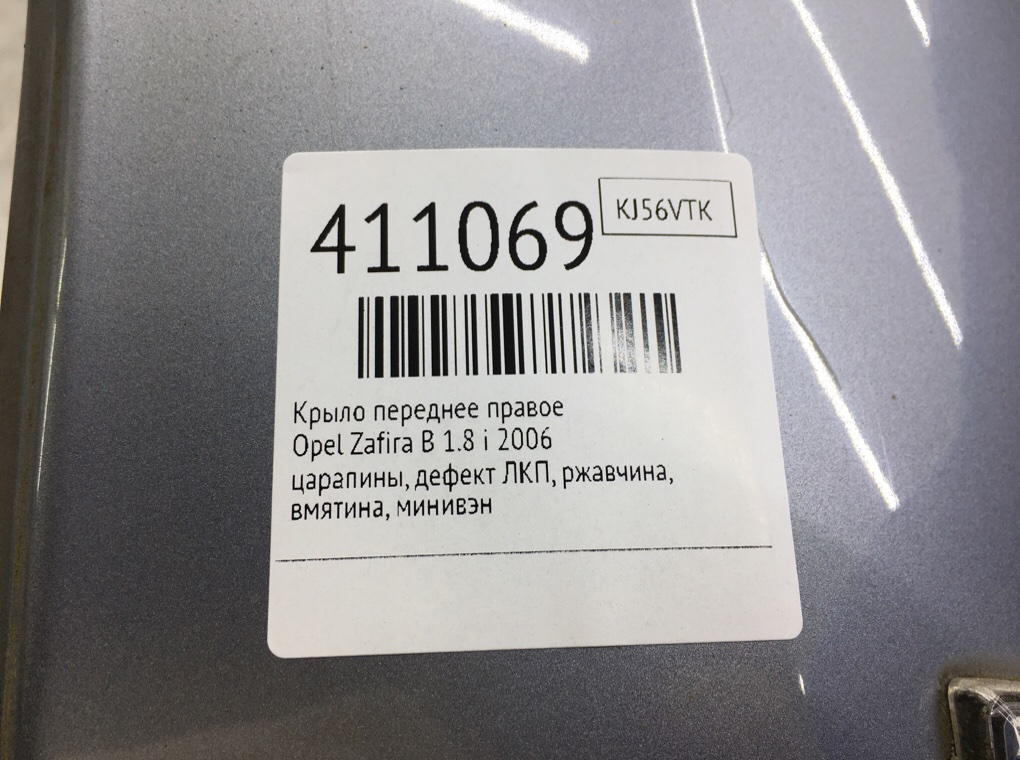 411069
KJ56VTK
Крыло переднее правое
Opel Zafira B 1.8 i 2006
царапины, дефект ЛКП, ржавчина,
вмятина, минивэн